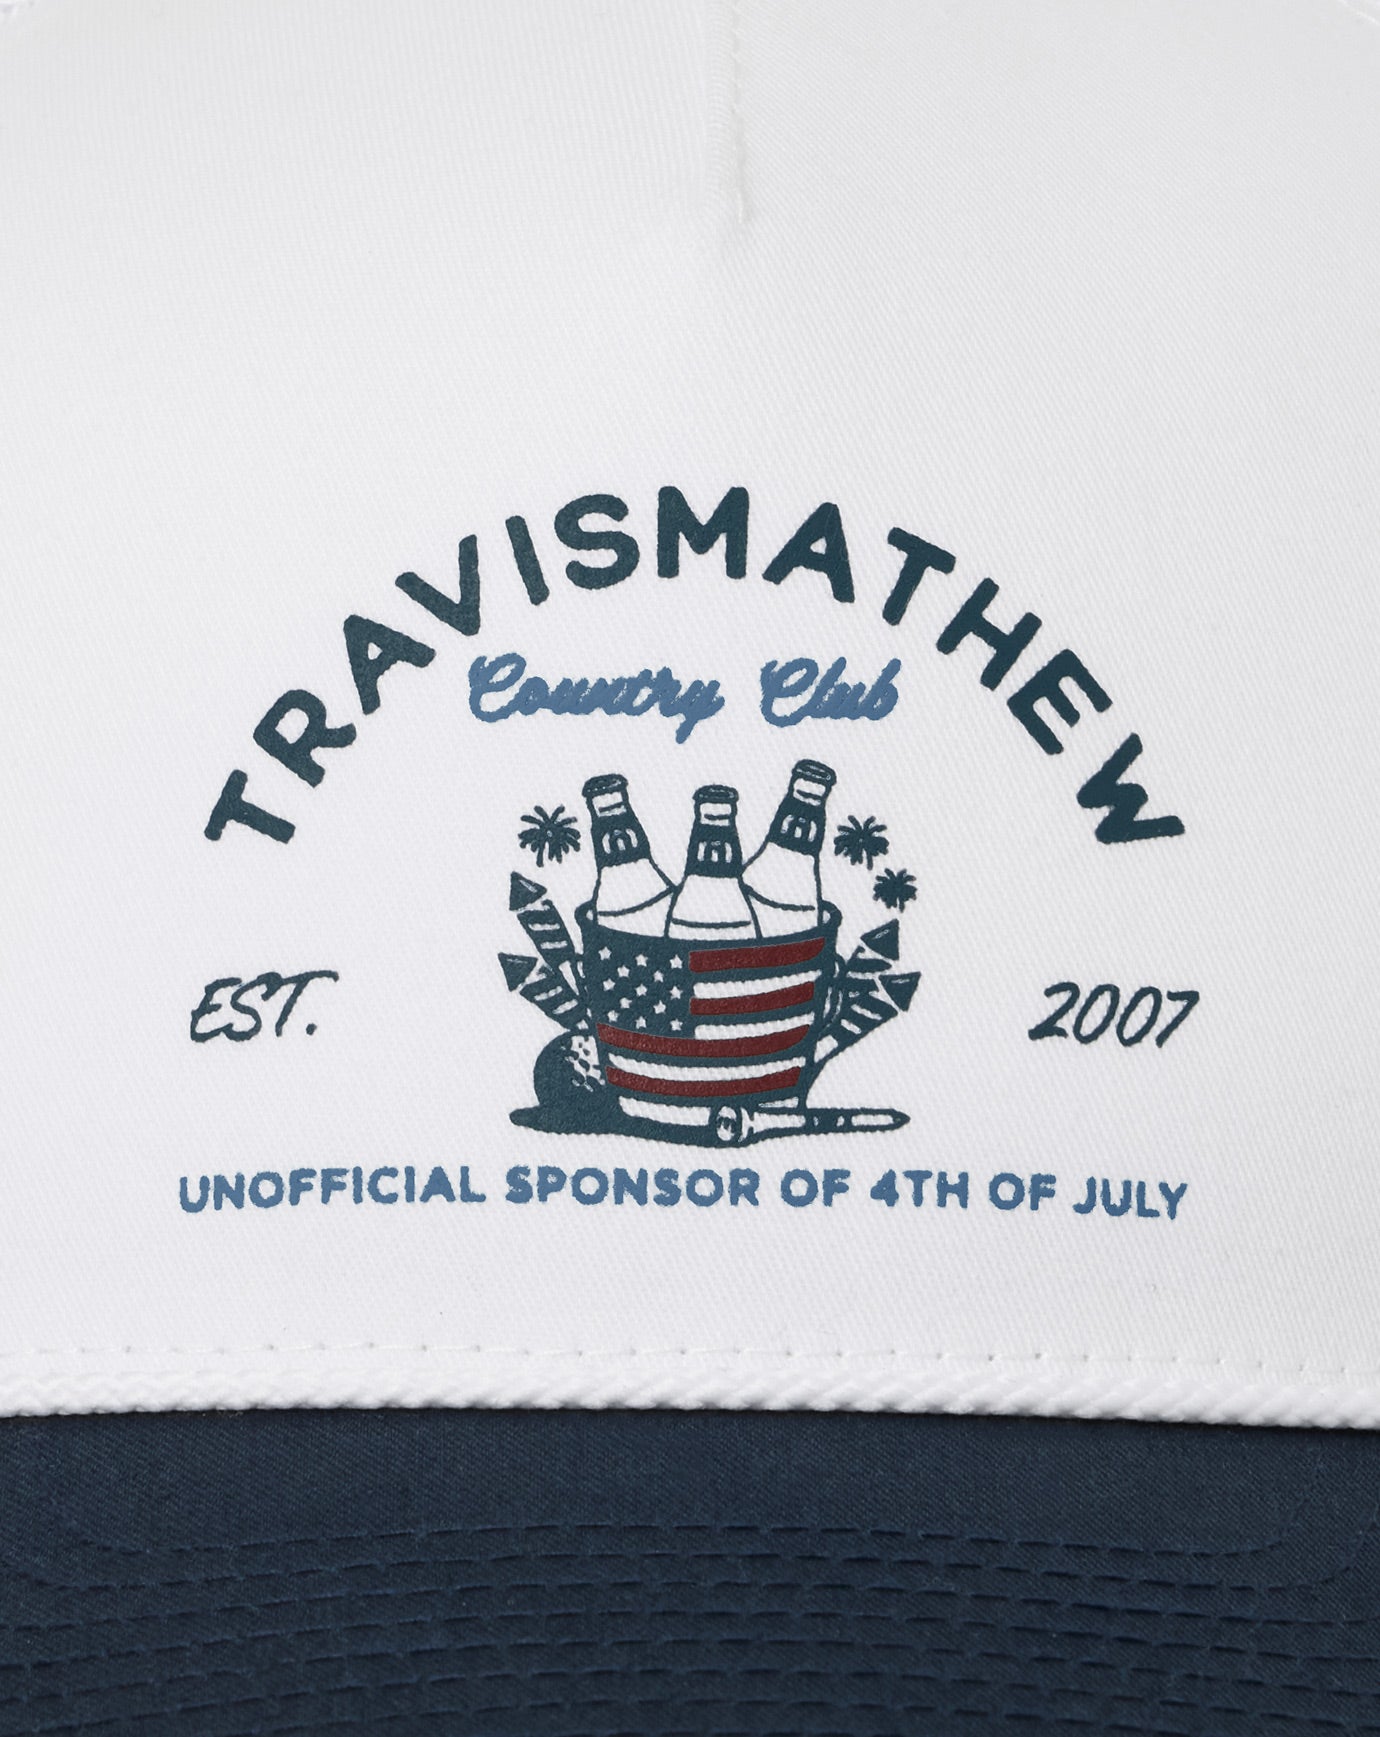 TRAVISMATHEW
Country Club
EST. 2007
UNOFFICIAL SPONSOR OF 4TH OF JULY